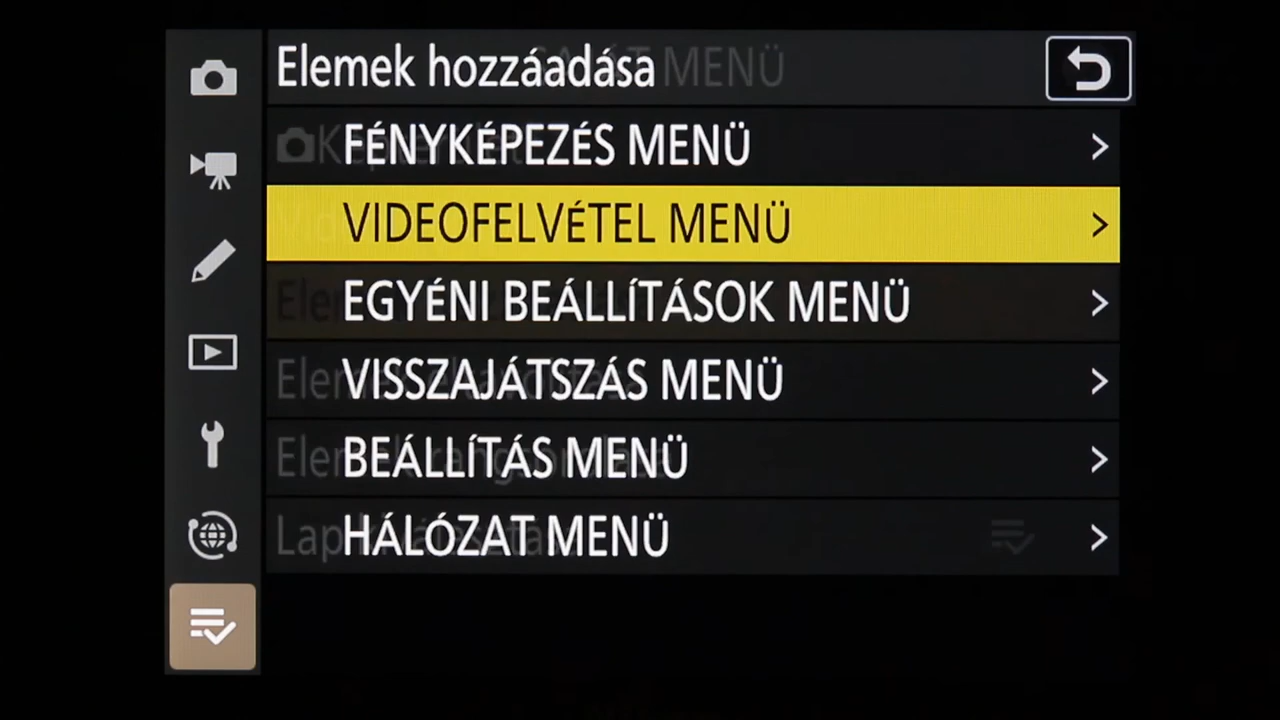 Elemek hozzáadása
FÉNYKÉPEZÉS MENÜ
VIDEOFELVÉTEL MENÜ
EGYÉNI BEÁLLÍTÁSOK MENÜ
VISSZAJÁTSZÁS MENÜ
BEÁLLÍTÁS MENÜ
HÁLÓZAT MENÜ